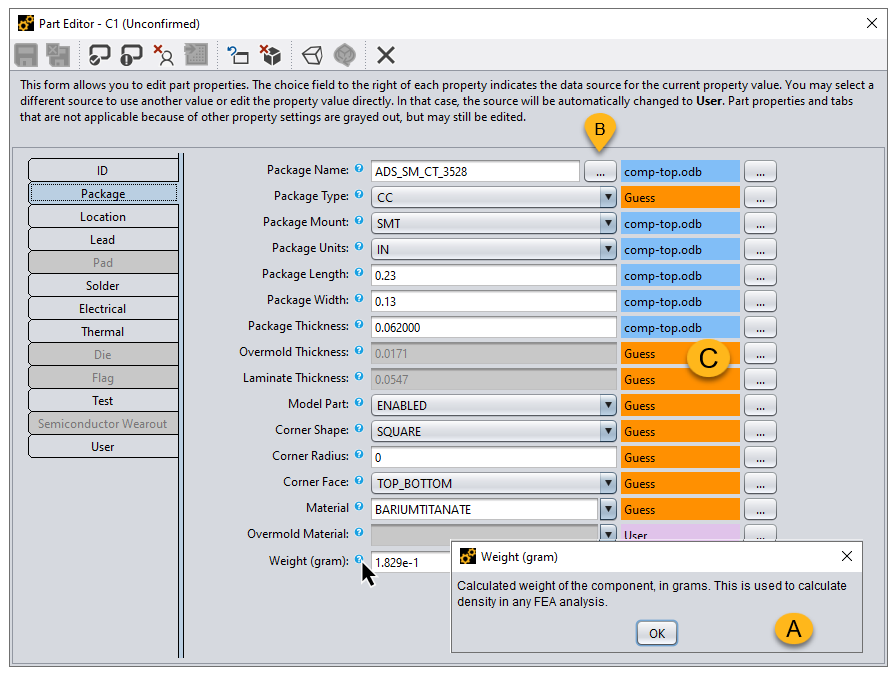 Part Editor - C1 (Unconfirmed)
This form allows you to edit part properties. The choice field to the right of each property indicates the data source for the current property value. You may select a
different source to use another value or edit the property value directly. In that case, the source will be automatically changed to User. Part properties and tabs
that are not applicable because of other property settings are grayed out, but may still be edited.
B
ID
Package
Location
Lead
Pad
Solder
Electrical
Thermal
Die
Flag
Test
Semiconductor Wearout
User
Package Name: ? ADS_SM_CT_3528 ... comp-top.odb ...
Package Type: ? CC Guess ...
Package Mount: ? SMT comp-top.odb ...
Package Units: ? IN comp-top.odb ...
Package Length: ? 0.23 comp-top.odb ...
Package Width: ? 0.13 comp-top.odb ...
Package Thickness: ? 0.062000 comp-top.odb ...
Overmold Thickness: ? 0.0171 Guess C ...
Laminate Thickness: ? 0.0547 Guess ...
Model Part: ? ENABLED Guess ...
Corner Shape: ? SQUARE Guess ...
Corner Radius: ? 0 Guess ...
Corner Face: ? TOP_BOTTOM Guess ...
Material ? BARIUMTITANATE Guess ...
Overmold Material: ? User ...
Weight (gram): ? 1.829e-1
Weight (gram)
Calculated weight of the component, in grams. This is used to calculate
density in any FEA analysis.
OK
A